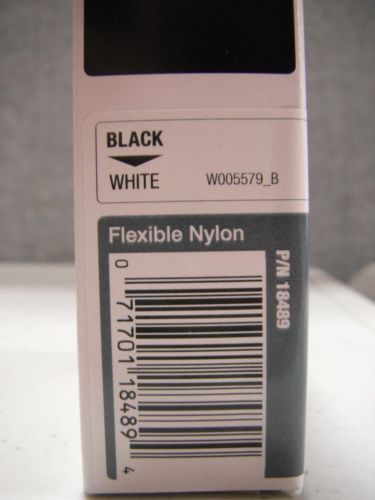 BLACK
WHITE W005579_B
Flexible Nylon
P/N 18489
0 71701 18489 4